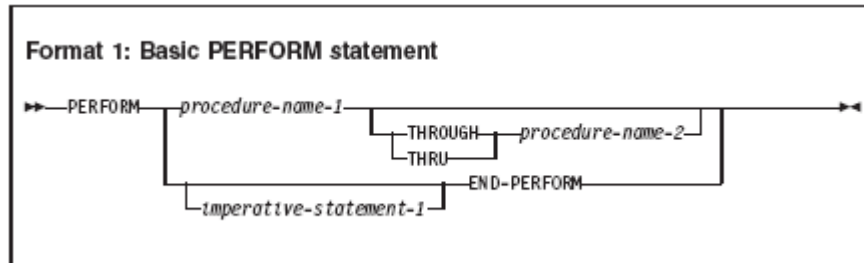 Format 1: Basic PERFORM statement
PERFORM procedure-name-1
THROUGH procedure-name-2
THRU
END-PERFORM
imperative-statement-1